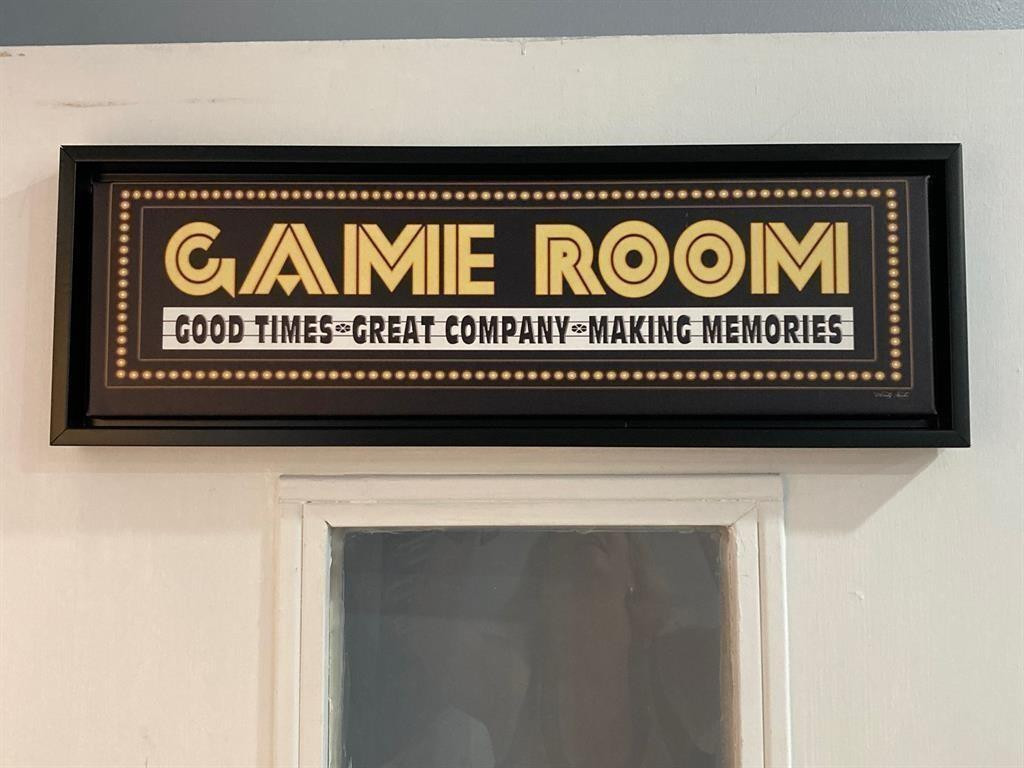 GAME ROOM
GOOD TIMES GREAT COMPANY MAKING MEMORIES